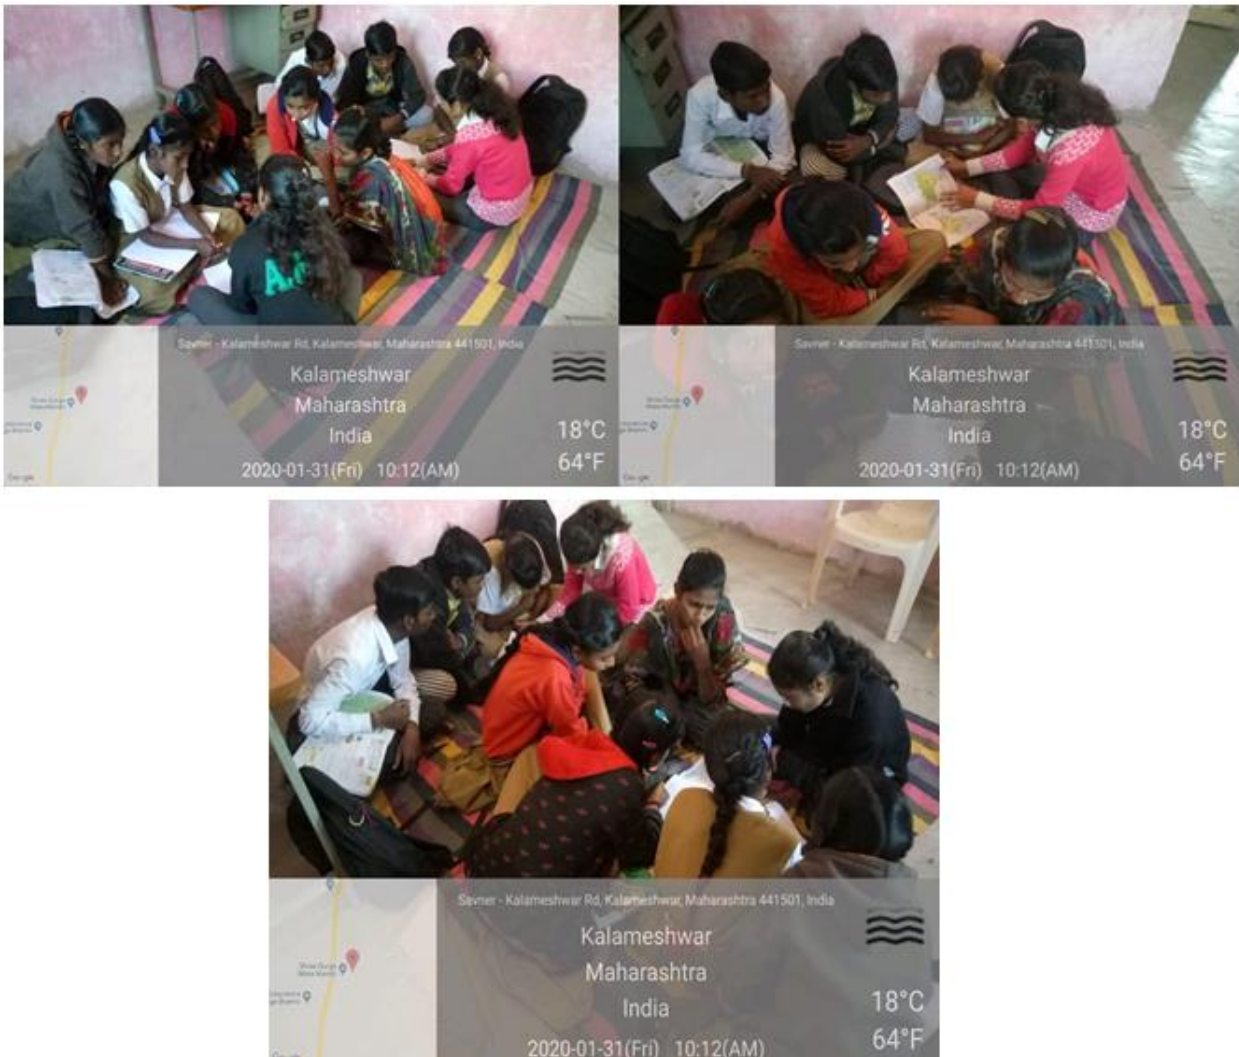 Savner - Kalameshwar Rd, Kalameshwar, Maharashtra 441501, India
Kalameshwar
Maharashtra
India
18°C
2020-01-31(Fri) 10:12(AM)
64°F
Google
Savner - Kalameshwar Rd, Kalameshwar, Maharashtra 441501, India
Kalameshwar
Maharashtra
India
18°C
2020-01-31(Fri) 10:12(AM)
64°F
Google
Savner - Kalameshwar Rd, Kalameshwar, Maharashtra 441501, India
Kalameshwar
Maharashtra
India
18°C
2020-01-31(Fri) 10:12(AM)
64°F
Google